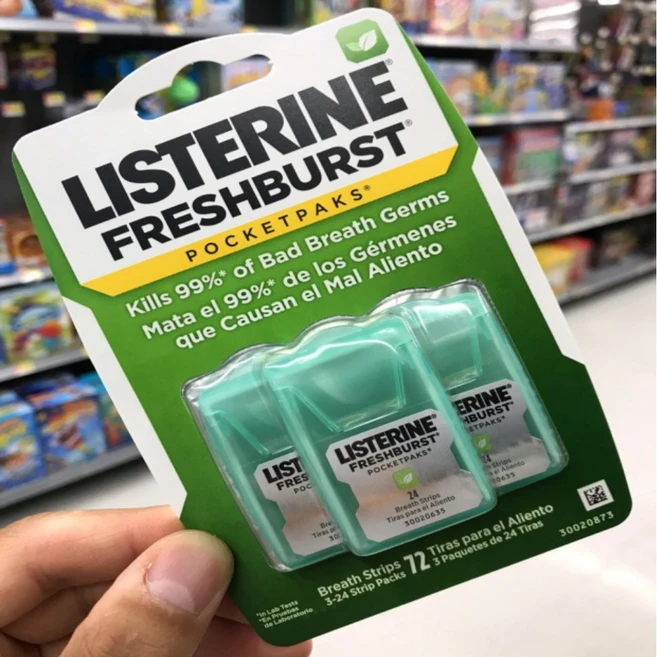 LISTERINE®
FRESHBURST®
POCKETPAKS®
Kills 99%* of Bad Breath Germs
Mata el 99%* de los Gérmenes
que Causan el Mal Aliento
LISTERINE®
FRESHBURST®
POCKETPAKS®
24
Breath Strips
Tiras para el Aliento
30020635
Breath Strips 72 Tiras para el Aliento
3-24 Strip Packs 3 Paquetes de 24 Tiras
30020873
*In Lab Tests
*En Pruebas
de Laboratorio